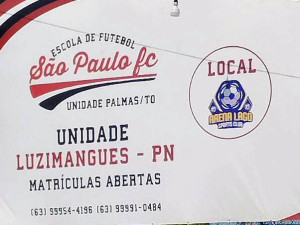 ESCOLA DE FUTEBOL
São Paulo fc
UNIDADE PALMAS/TO
LOCAL
ARENA LAGO
SPORTS CLUB
UNIDADE
LUZIMANGUES - PN
MATRÍCULAS ABERTAS
(63) 99954-4196 (63) 99991-0484